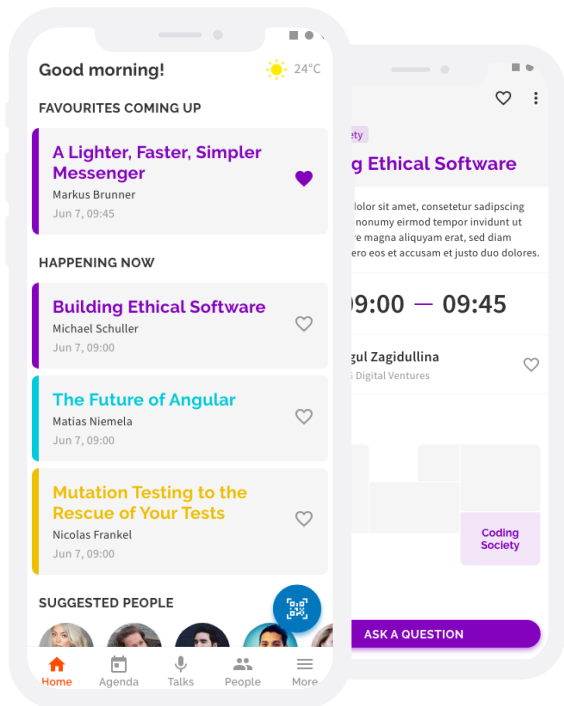 Good morning!
24°C
FAVOURITES COMING UP
A Lighter, Faster, Simpler
Messenger
Markus Brunner
Jun 7, 09:45
HAPPENING NOW
Building Ethical Software
Michael Schuller
Jun 7, 09:00
The Future of Angular
Matias Niemela
Jun 7, 09:00
Mutation Testing to the
Rescue of Your Tests
Nicolas Frankel
Jun 7, 09:00
SUGGESTED PEOPLE
Home
Agenda
Talks
People
More
ety
g Ethical Software
lolor sit amet, consetetur sadipscing
nonumy eirmod tempor invidunt ut
e magna aliquyam erat, sed diam
ero eos et accusam et justo duo dolores.
09:00 — 09:45
gul Zagidullina
Digital Ventures
Coding
Society
ASK A QUESTION